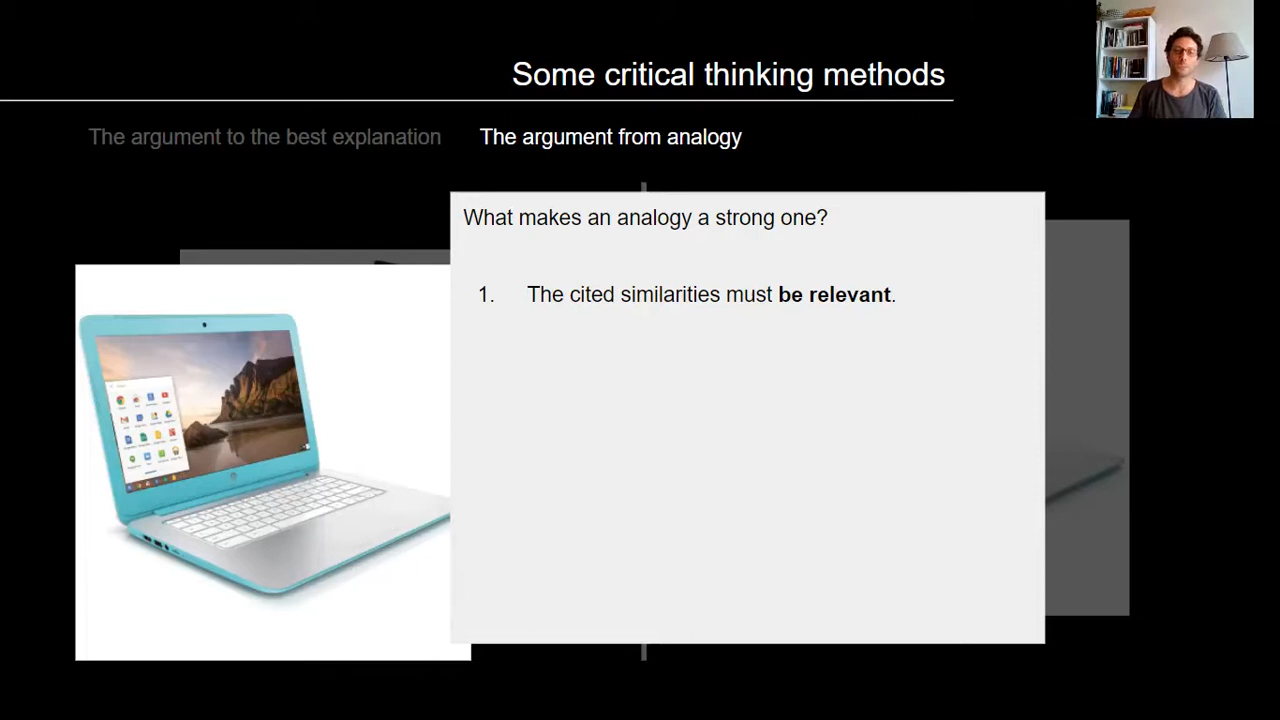 Some critical thinking methods
The argument to the best explanation
The argument from analogy
What makes an analogy a strong one?
1. The cited similarities must be relevant.